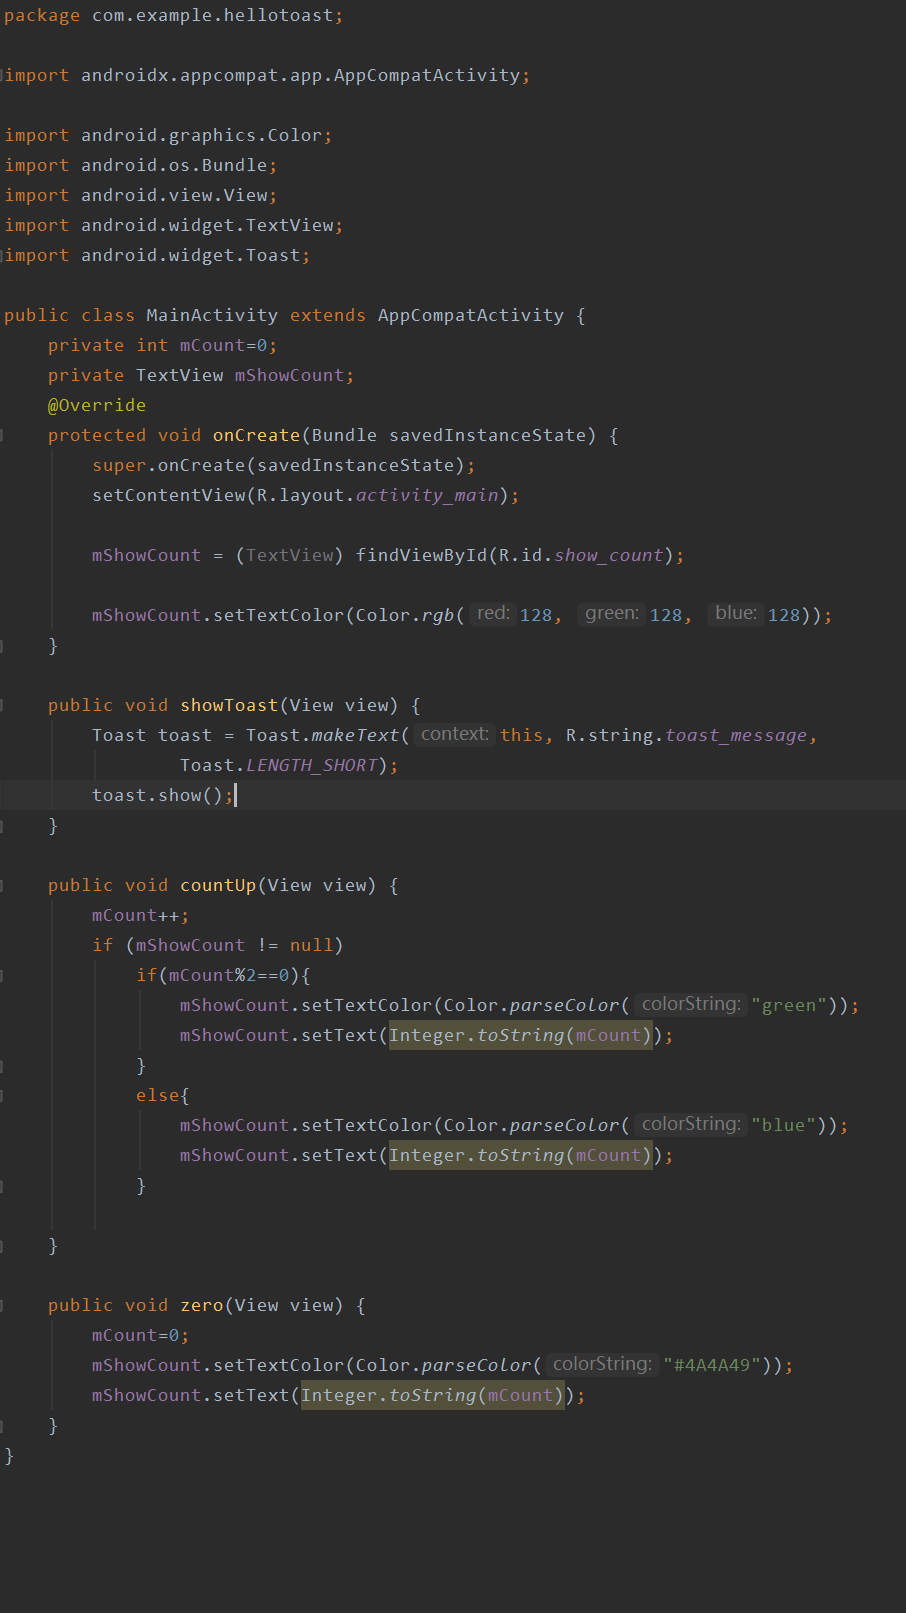 package com.example.hellotoast;
import androidx.appcompat.app.AppCompatActivity;
import android.graphics.Color;
import android.os.Bundle;
import android.view.View;
import android.widget.TextView;
import android.widget.Toast;
public class MainActivity extends AppCompatActivity {
    private int mCount=0;
    private TextView mShowCount;
    @Override
    protected void onCreate(Bundle savedInstanceState) {
        super.onCreate(savedInstanceState);
        setContentView(R.layout.activity_main);
        mShowCount = (TextView) findViewById(R.id.show_count);
        mShowCount.setTextColor(Color.rgb( red: 128, green: 128, blue: 128));
    }
    public void showToast(View view) {
        Toast toast = Toast.makeText( context: this, R.string.toast_message,
                Toast.LENGTH_SHORT);
        toast.show();
    }
    public void countUp(View view) {
        mCount++;
        if (mShowCount != null)
            if(mCount%2==0){
                mShowCount.setTextColor(Color.parseColor( colorString: "green"));
                mShowCount.setText(Integer.toString(mCount));
            }
            else{
                mShowCount.setTextColor(Color.parseColor( colorString: "blue"));
                mShowCount.setText(Integer.toString(mCount));
            }
    }
    public void zero(View view) {
        mCount=0;
        mShowCount.setTextColor(Color.parseColor( colorString: "#4A4A49"));
        mShowCount.setText(Integer.toString(mCount));
    }
}